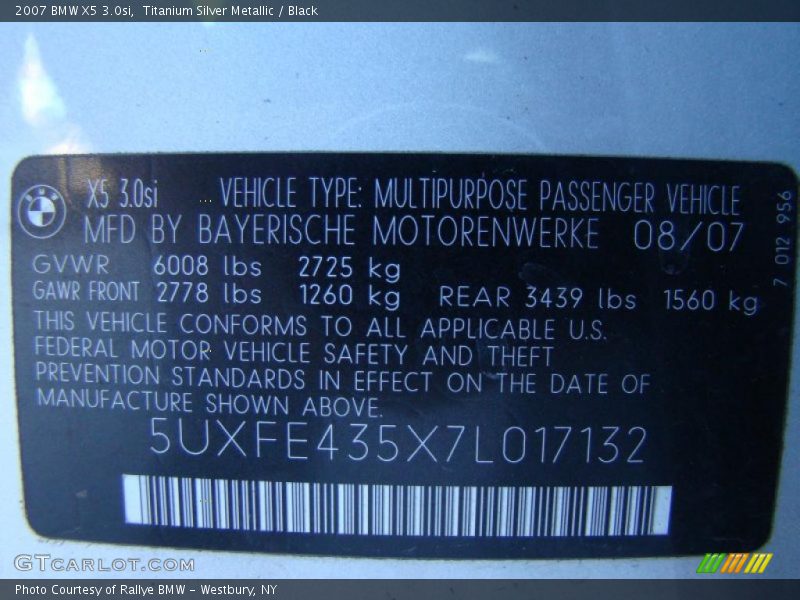 2007 BMW X5 3.0si, Titanium Silver Metallic / Black
X5 3.0si VEHICLE TYPE: MULTIPURPOSE PASSENGER VEHICLE
MFD BY BAYERISCHE MOTORENWERKE 08/07
GVWR 6008 lbs 2725 kg
GAWR FRONT 2778 lbs 1260 kg REAR 3439 lbs 1560 kg
THIS VEHICLE CONFORMS TO ALL APPLICABLE U.S.
FEDERAL MOTOR VEHICLE SAFETY AND THEFT
PREVENTION STANDARDS IN EFFECT ON THE DATE OF
MANUFACTURE SHOWN ABOVE.
5UXFE435X7L017132
7 012 956
GTCARLOT.COM
Photo Courtesy of Rallye BMW - Westbury, NY